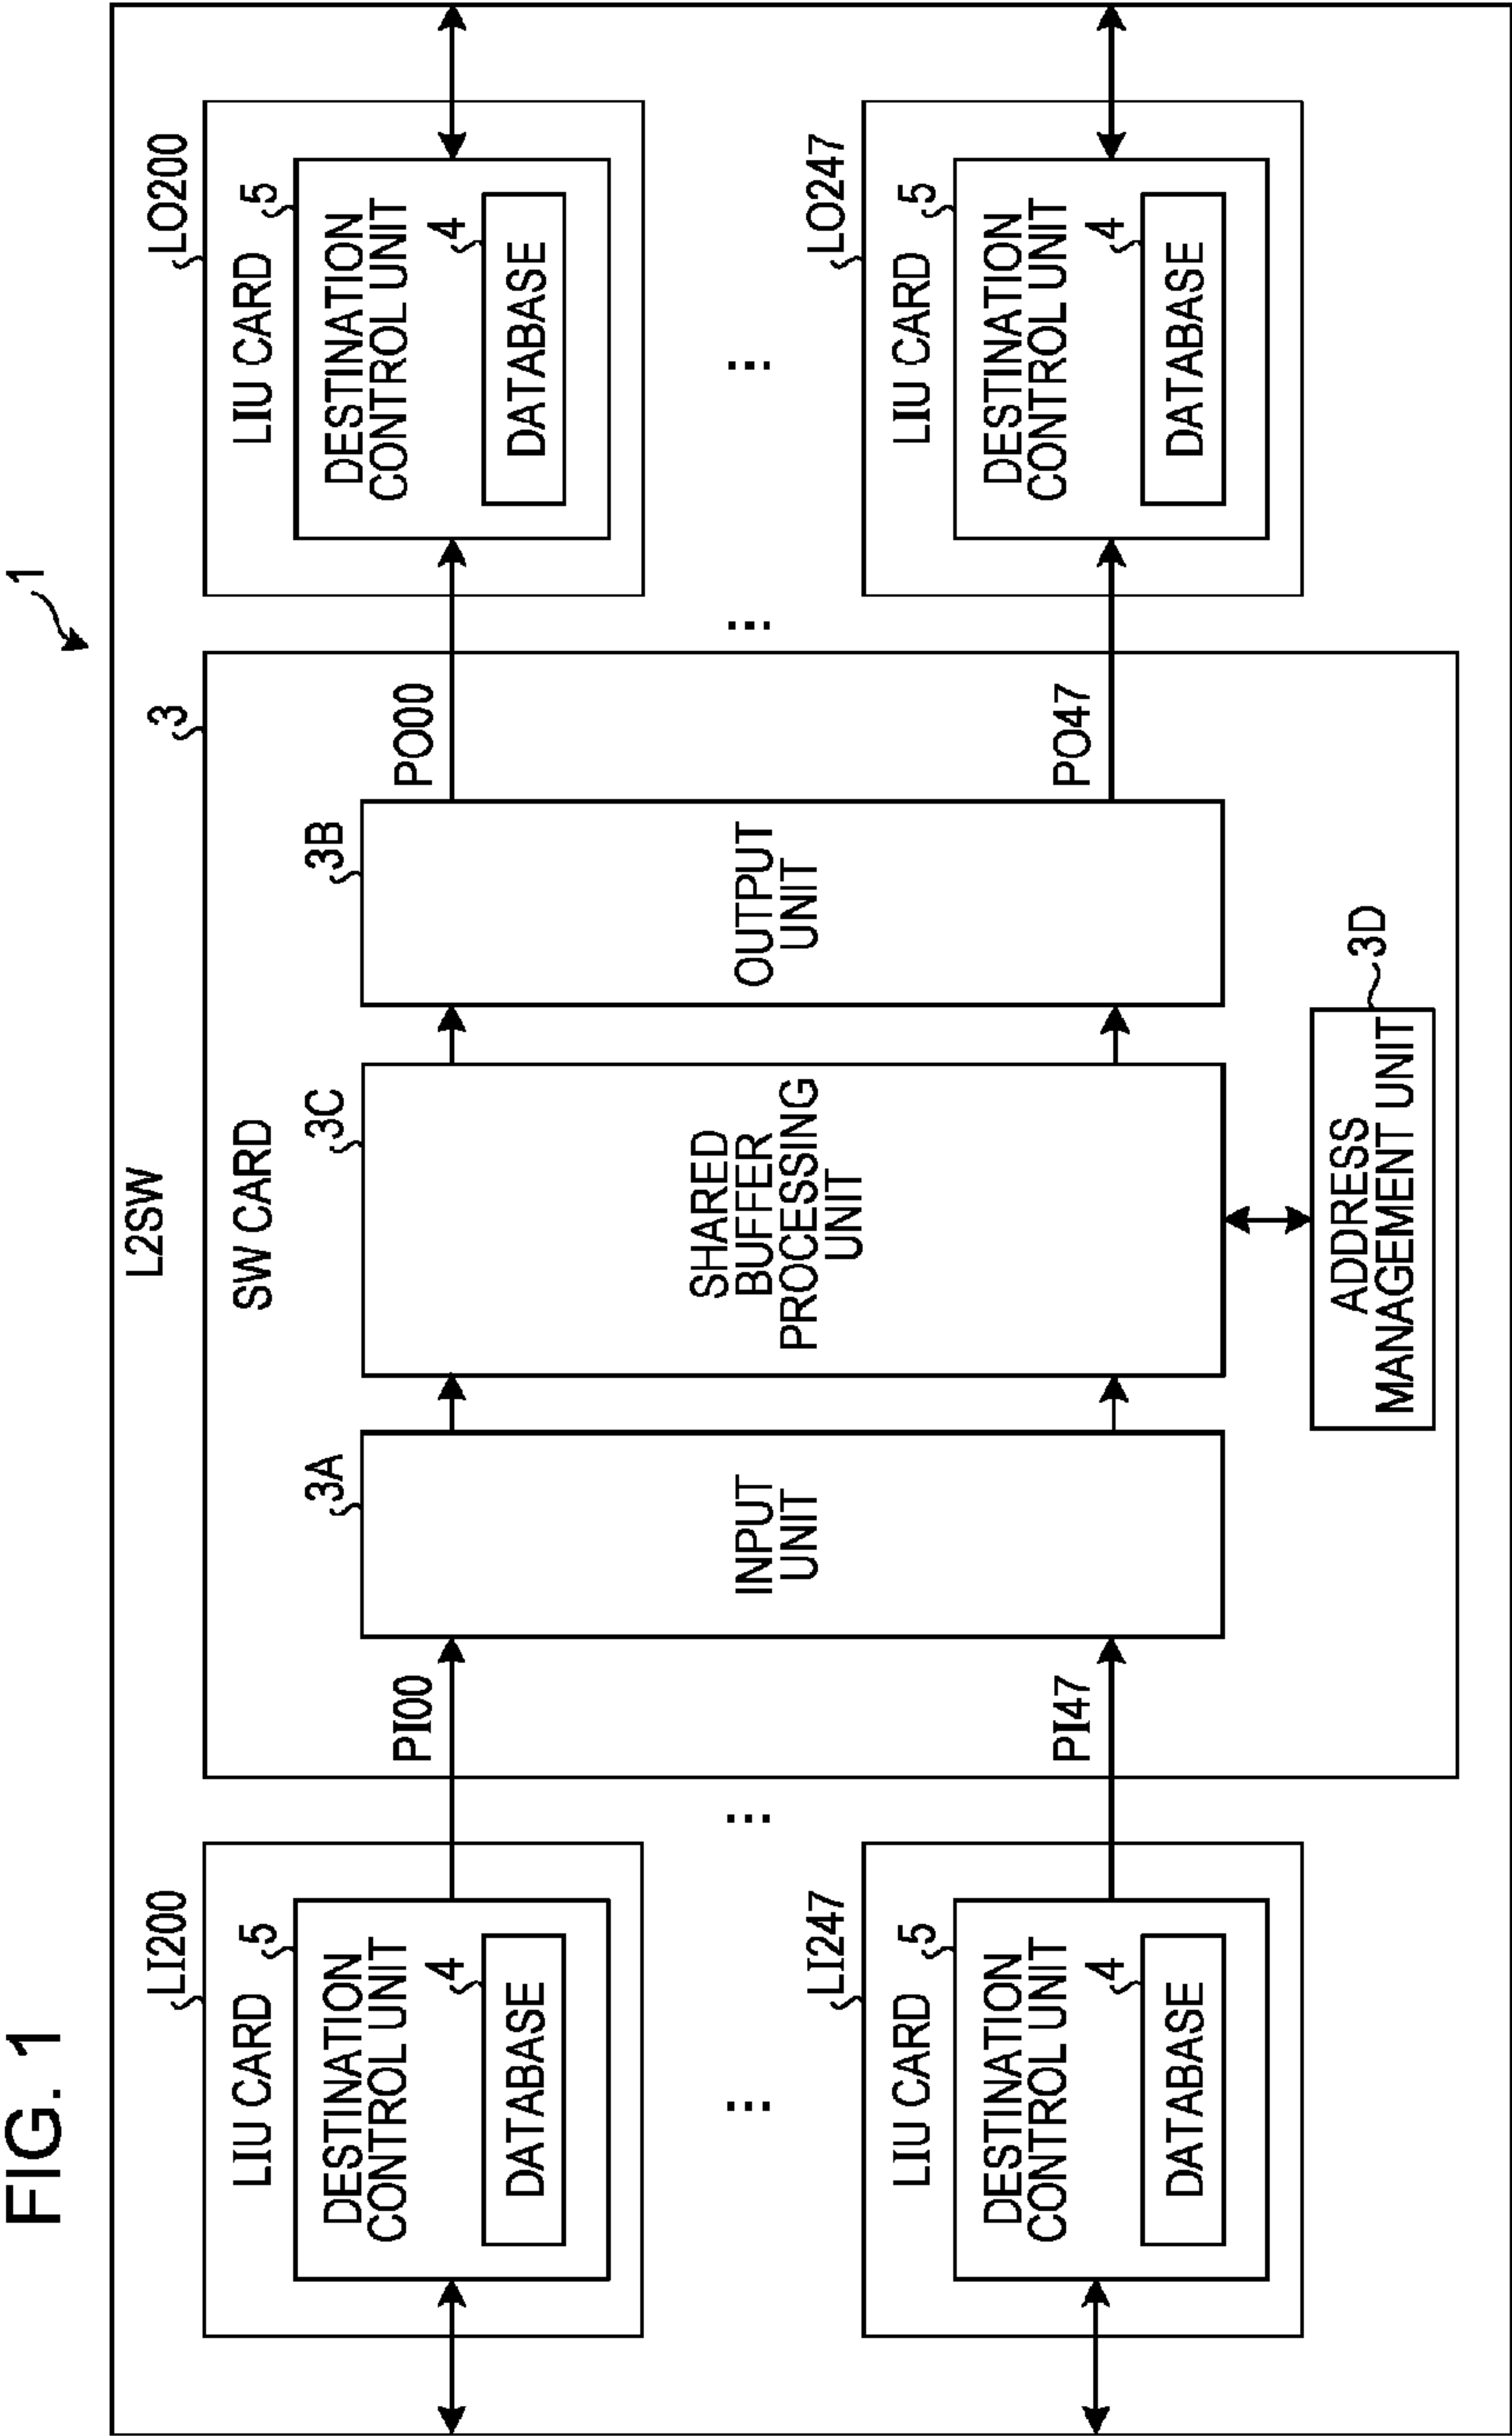 FIG. 1
1
L2SW
LI200
LIU CARD
5
DESTINATION
CONTROL UNIT
4
DATABASE
LI247
LIU CARD
5
DESTINATION
CONTROL UNIT
4
DATABASE
3
SW CARD
PI00
PI47
3A
INPUT
UNIT
3C
SHARED
BUFFER
PROCESSING
UNIT
3B
OUTPUT
UNIT
PO00
PO47
3D
ADDRESS
MANAGEMENT UNIT
LO200
LIU CARD
5
DESTINATION
CONTROL UNIT
4
DATABASE
LO247
LIU CARD
5
DESTINATION
CONTROL UNIT
4
DATABASE